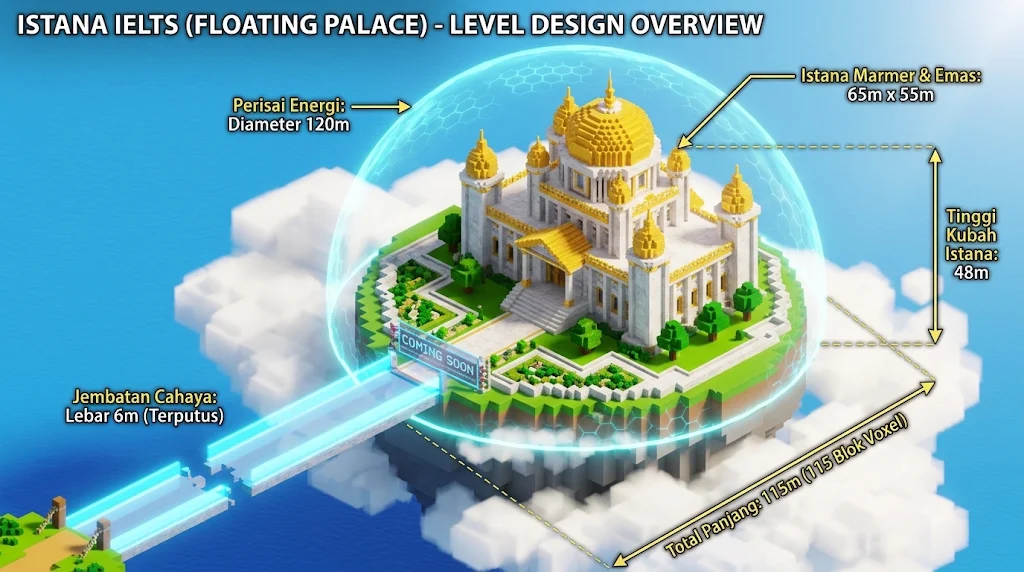 ISTANA IELTS (FLOATING PALACE) - LEVEL DESIGN OVERVIEW
Perisai Energi:
Diameter 120m
Istana Marmer & Emas:
65m x 55m
Tinggi
Kubah
Istana:
48m
COMING SOON
Jembatan Cahaya:
Lebar 6m (Terputus)
Total Panjang: 115m (115 Blok Voxel)